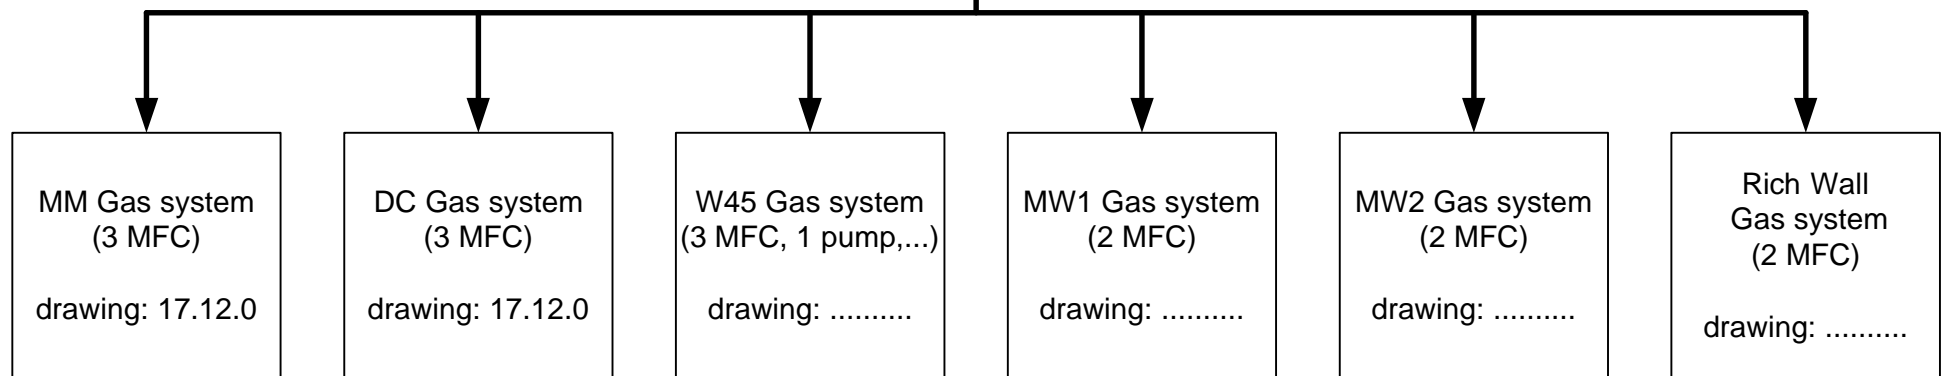 MM Gas system
(3 MFC)
drawing: 17.12.0
DC Gas system
(3 MFC)
drawing: 17.12.0
W45 Gas system
(3 MFC, 1 pump,...)
drawing: ..........
MW1 Gas system
(2 MFC)
drawing: ..........
MW2 Gas system
(2 MFC)
drawing: ..........
Rich Wall
Gas system
(2 MFC)
drawing: ..........